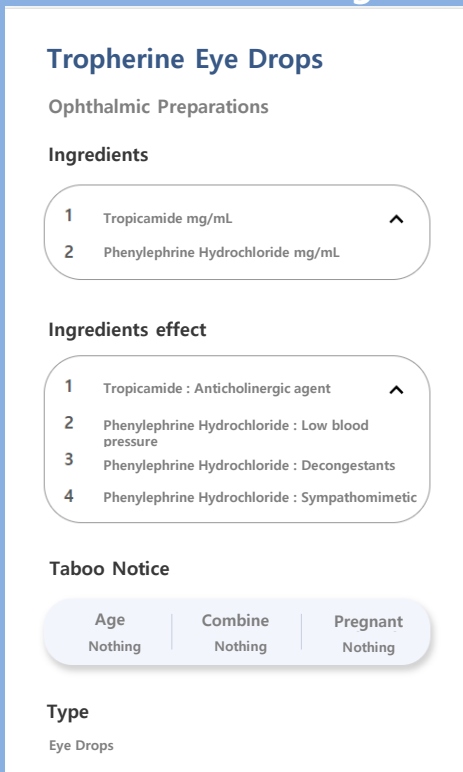 Tropherine Eye Drops
Ophthalmic Preparations
Ingredients
1 Tropicamide mg/mL
2 Phenylephrine Hydrochloride mg/mL
Ingredients effect
1 Tropicamide : Anticholinergic agent
2 Phenylephrine Hydrochloride : Low blood
pressure
3 Phenylephrine Hydrochloride : Decongestants
4 Phenylephrine Hydrochloride : Sympathomimetic
Taboo Notice
Age Combine Pregnant
Nothing Nothing Nothing
Type
Eye Drops